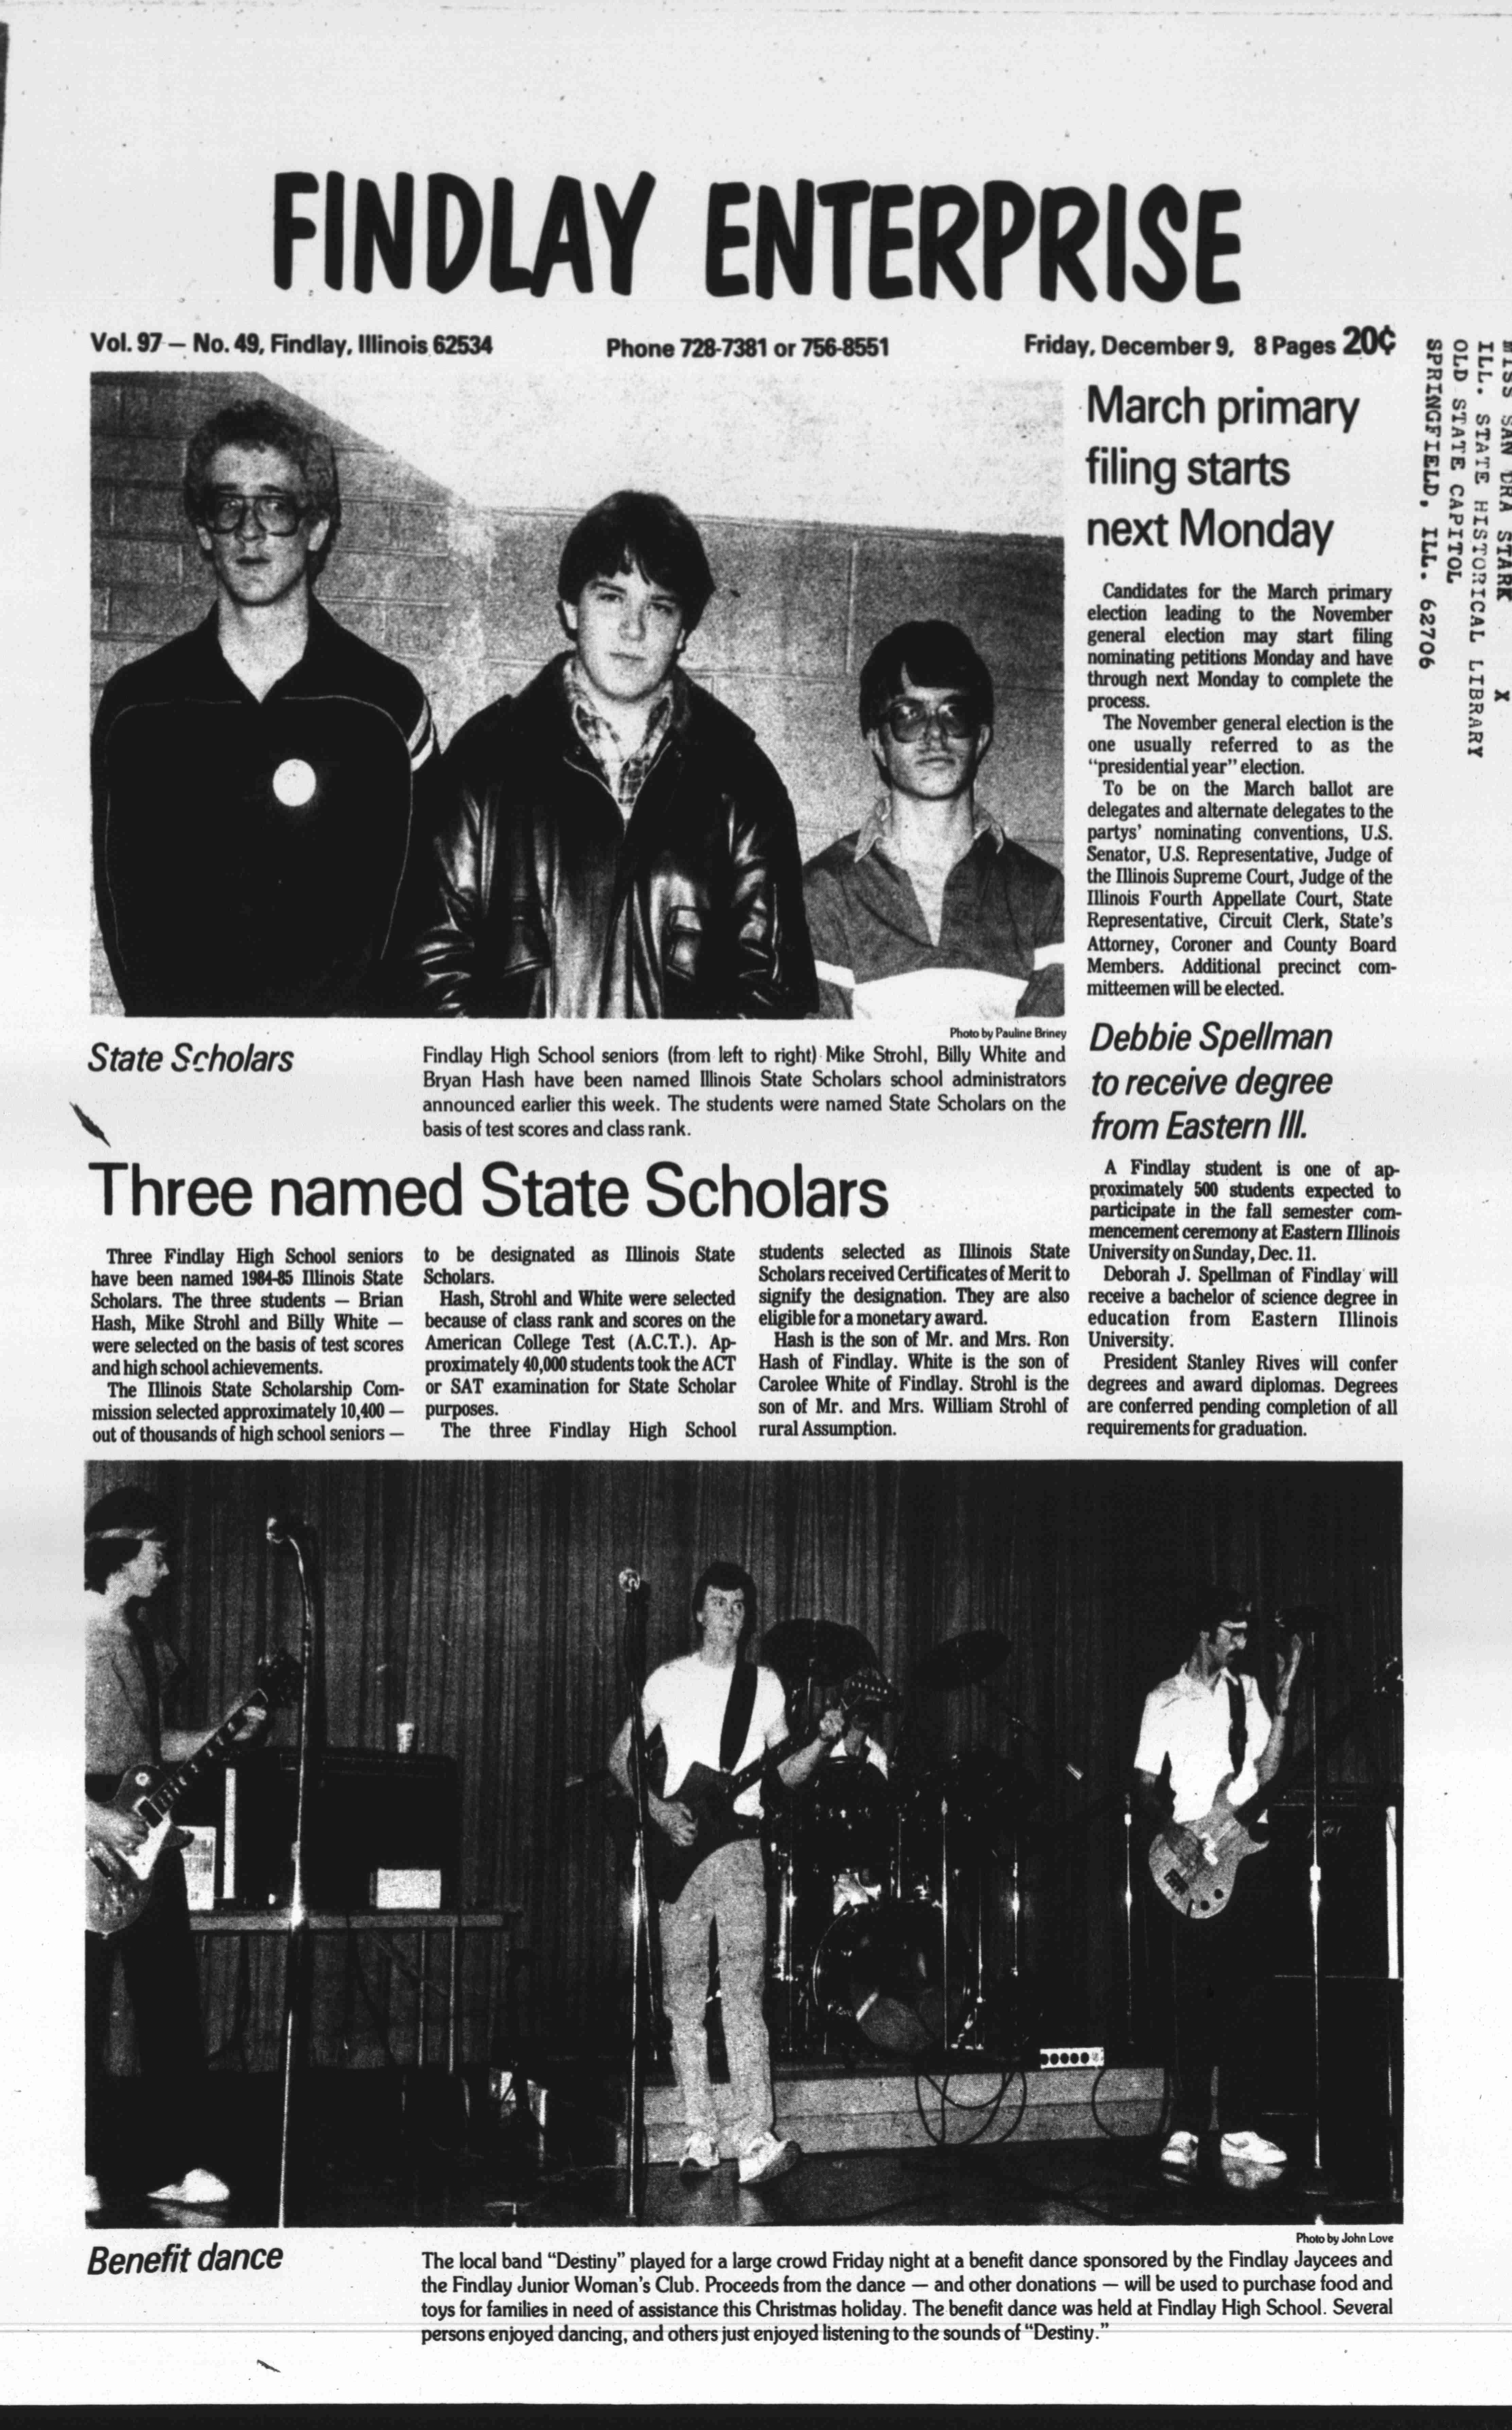 FINDLAY ENTERPRISE
Vol. 97 — No. 49, Findlay, Illinois 62534
Phone 728-7381 or 756-8551
Friday, December 9, 8 Pages 20¢
STARK
X
ILL. STATE HISTORICAL LIBRARY
OLD STATE CAPITOL
SPRINGFIELD, ILL. 62706
March primary
filing starts
next Monday
Candidates for the March primary
election leading to the November
general election may start filing
nominating petitions Monday and have
through next Monday to complete the
process.
The November general election is the
one usually referred to as the
“presidential year” election.
To be on the March ballot are
delegates and alternate delegates to the
partys’ nominating conventions, U.S.
Senator, U.S. Representative, Judge of
the Illinois Supreme Court, Judge of the
Illinois Fourth Appellate Court, State
Representative, Circuit Clerk, State’s
Attorney, Coroner and County Board
Members. Additional precinct com-
mitteemen will be elected.
Photo by Pauline Briney
State Scholars
Findlay High School seniors (from left to right) Mike Strohl, Billy White and
Bryan Hash have been named Illinois State Scholars school administrators
announced earlier this week. The students were named State Scholars on the
basis of test scores and class rank.
Three named State Scholars
Three Findlay High School seniors
have been named 1984-85 Illinois State
Scholars. The three students — Brian
Hash, Mike Strohl and Billy White —
were selected on the basis of test scores
and high school achievements.
The Illinois State Scholarship Com-
mission selected approximately 10,400 —
out of thousands of high school seniors —
to be designated as Illinois State
Scholars.
Hash, Strohl and White were selected
because of class rank and scores on the
American College Test (A.C.T.). Ap-
proximately 40,000 students took the ACT
or SAT examination for State Scholar
purposes.
The three Findlay High School
students selected as Illinois State
Scholars received Certificates of Merit to
signify the designation. They are also
eligible for a monetary award.
Hash is the son of Mr. and Mrs. Ron
Hash of Findlay. White is the son of
Carolee White of Findlay. Strohl is the
son of Mr. and Mrs. William Strohl of
rural Assumption.
Debbie Spellman
to receive degree
from Eastern Ill.
A Findlay student is one of ap-
proximately 500 students expected to
participate in the fall semester com-
mencement ceremony at Eastern Illinois
University on Sunday, Dec. 11.
Deborah J. Spellman of Findlay will
receive a bachelor of science degree in
education from Eastern Illinois
University.
President Stanley Rives will confer
degrees and award diplomas. Degrees
are conferred pending completion of all
requirements for graduation.
Photo by John Love
Benefit dance
The local band “Destiny” played for a large crowd Friday night at a benefit dance sponsored by the Findlay Jaycees and
the Findlay Junior Woman’s Club. Proceeds from the dance — and other donations — will be used to purchase food and
toys for families in need of assistance this Christmas holiday. The benefit dance was held at Findlay High School. Several
persons enjoyed dancing, and others just enjoyed listening to the sounds of “Destiny.”